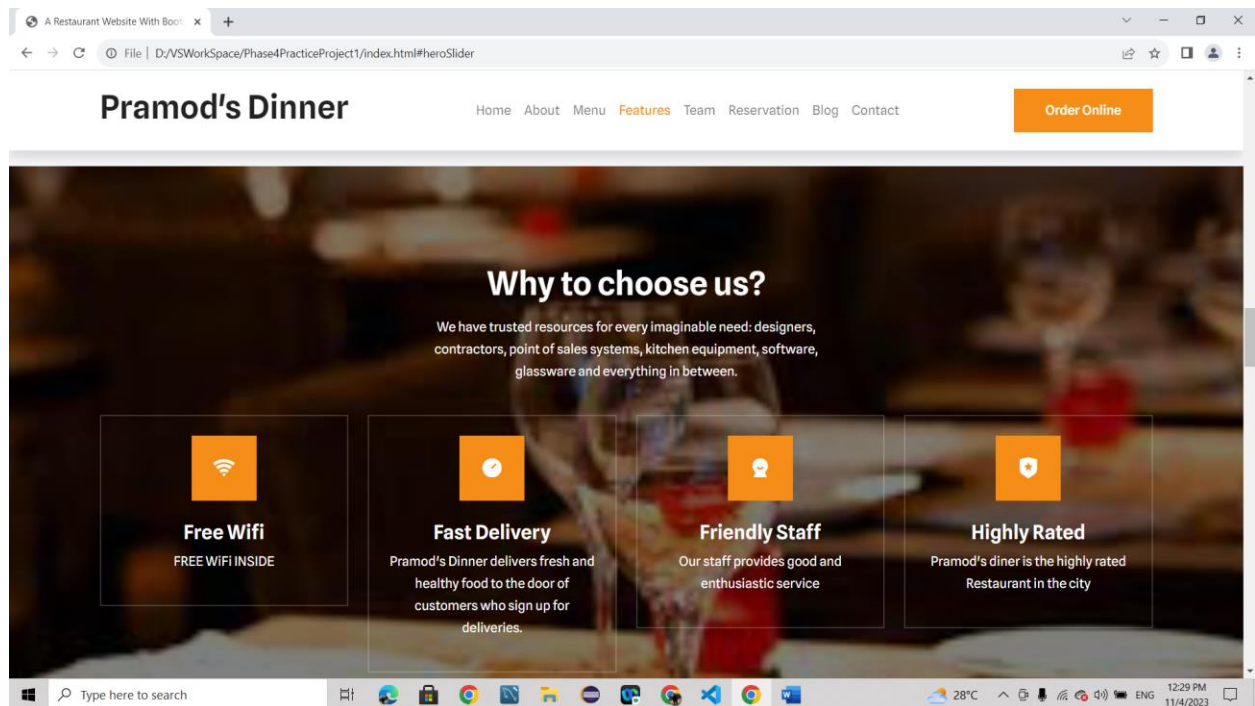 A Restaurant Website With Boot
File | D:/VSWorkSpace/Phase4PracticeProject1/index.html#heroSlider
Pramod's Dinner
Home About Menu Features Team Reservation Blog Contact
Order Online
Why to choose us?
We have trusted resources for every imaginable need: designers,
contractors, point of sales systems, kitchen equipment, software,
glassware and everything in between.
Free Wifi
FREE WiFi INSIDE
Fast Delivery
Pramod's Dinner delivers fresh and
healthy food to the door of
customers who sign up for
deliveries.
Friendly Staff
Our staff provides good and
enthusiastic service
Highly Rated
Pramod's diner is the highly rated
Restaurant in the city
Type here to search
28°C
ENG
12:29 PM
11/4/2023